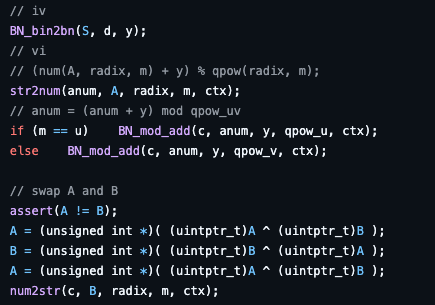 // iv
BN_bin2bn(S, d, y);
// vi
// (num(A, radix, m) + y) % qpow(radix, m);
str2num(anum, A, radix, m, ctx);
// anum = (anum + y) mod qpow_uv
if (m == u)    BN_mod_add(c, anum, y, qpow_u, ctx);
else    BN_mod_add(c, anum, y, qpow_v, ctx);
// swap A and B
assert(A != B);
A = (unsigned int *)( (uintptr_t)A ^ (uintptr_t)B );
B = (unsigned int *)( (uintptr_t)B ^ (uintptr_t)A );
A = (unsigned int *)( (uintptr_t)A ^ (uintptr_t)B );
num2str(c, B, radix, m, ctx);